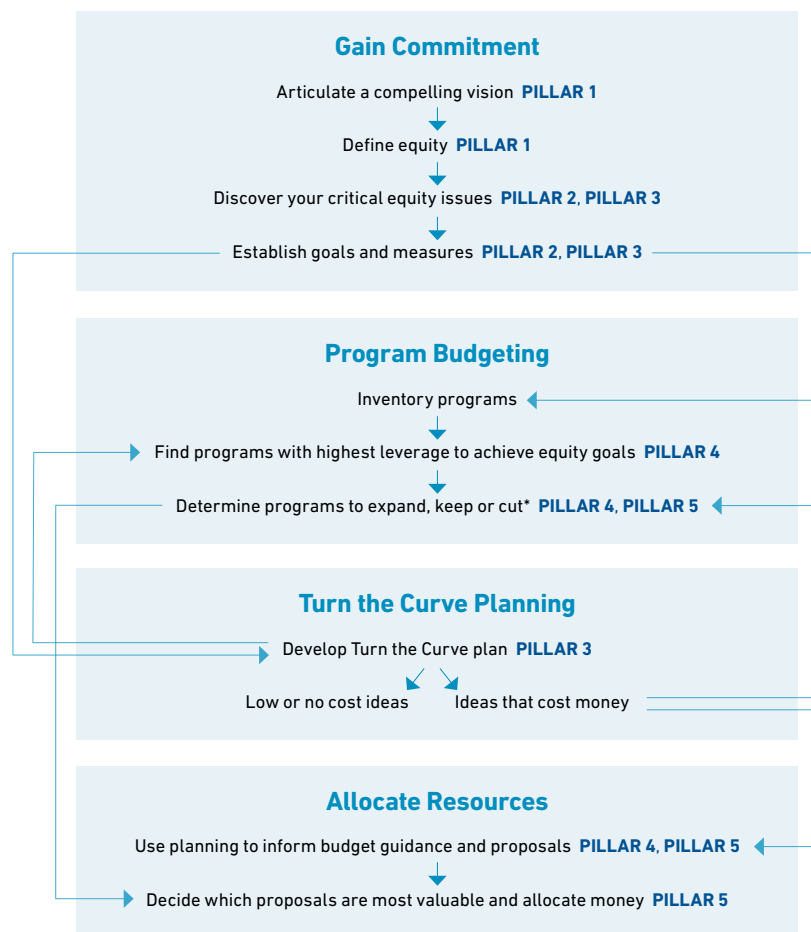 Gain Commitment
Articulate a compelling vision PILLAR 1
Define equity PILLAR 1
Discover your critical equity issues PILLAR 2, PILLAR 3
Establish goals and measures PILLAR 2, PILLAR 3
Program Budgeting
Inventory programs
Find programs with highest leverage to achieve equity goals PILLAR 4
Determine programs to expand, keep or cut* PILLAR 4, PILLAR 5
Turn the Curve Planning
Develop Turn the Curve plan PILLAR 3
Low or no cost ideas Ideas that cost money
Allocate Resources
Use planning to inform budget guidance and proposals PILLAR 4, PILLAR 5
Decide which proposals are most valuable and allocate money PILLAR 5